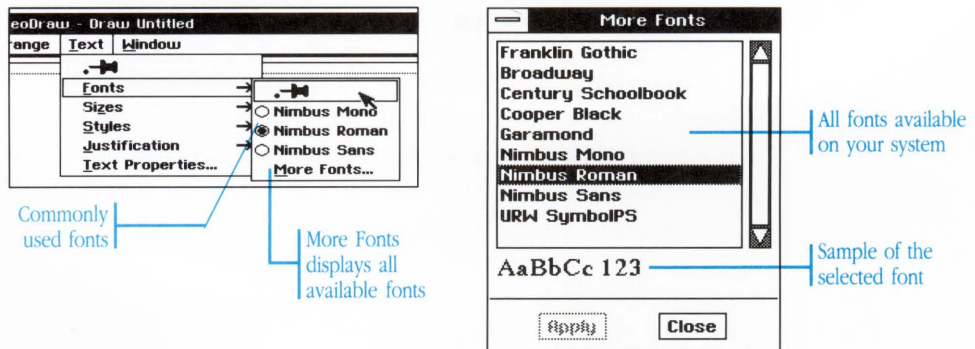 eoDraw - Draw Untitled
range Text Window
Fonts
Sizes
Styles
Justification
Text Properties...
Nimbus Mono
Nimbus Roman
Nimbus Sans
More Fonts...
Commonly
used fonts
More Fonts
displays all
available fonts
More Fonts
Franklin Gothic
Broadway
Century Schoolbook
Cooper Black
Garamond
Nimbus Mono
Nimbus Roman
Nimbus Sans
URW SymbolPS
AaBbCc 123
Apply Close
All fonts available
on your system
Sample of the
selected font